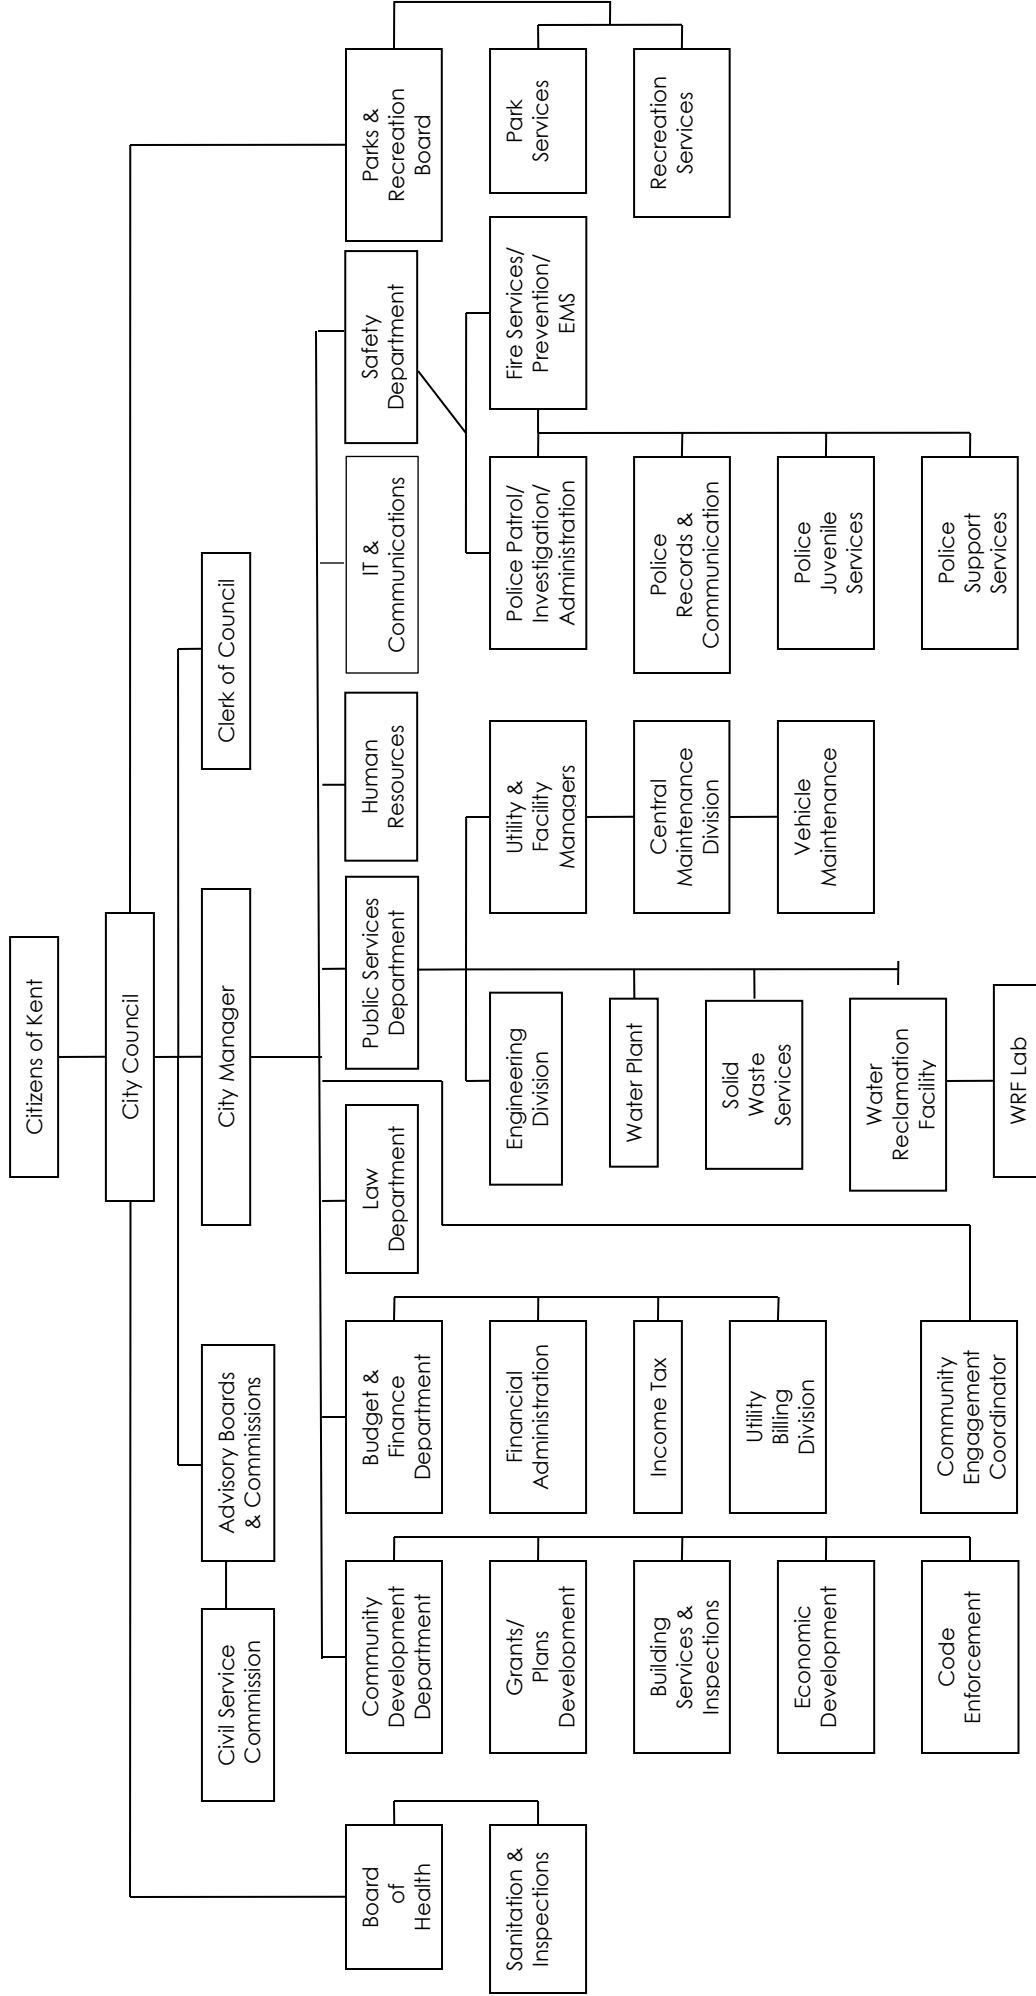 Citizens of Kent
City Council
City Manager
Advisory Boards
& Commissions
Civil Service
Commission
Clerk of Council
Board
of
Health
Sanitation &
Inspections
Community
Development
Department
Grants/
Plans
Development
Building
Services &
Inspections
Economic
Development
Code
Enforcement
Budget &
Finance
Department
Financial
Administration
Income Tax
Utility
Billing
Division
Community
Engagement
Coordinator
Law
Department
Public Services
Department
Engineering
Division
Water Plant
Solid
Waste
Services
Water
Reclamation
Facility
WRF Lab
Utility &
Facility
Managers
Central
Maintenance
Division
Vehicle
Maintenance
Human
Resources
IT &
Communications
Safety
Department
Police Patrol/
Investigation/
Administration
Police
Records &
Communication
Police
Juvenile
Services
Police
Support
Services
Fire Services/
Prevention/
EMS
Parks &
Recreation
Board
Park
Services
Recreation
Services